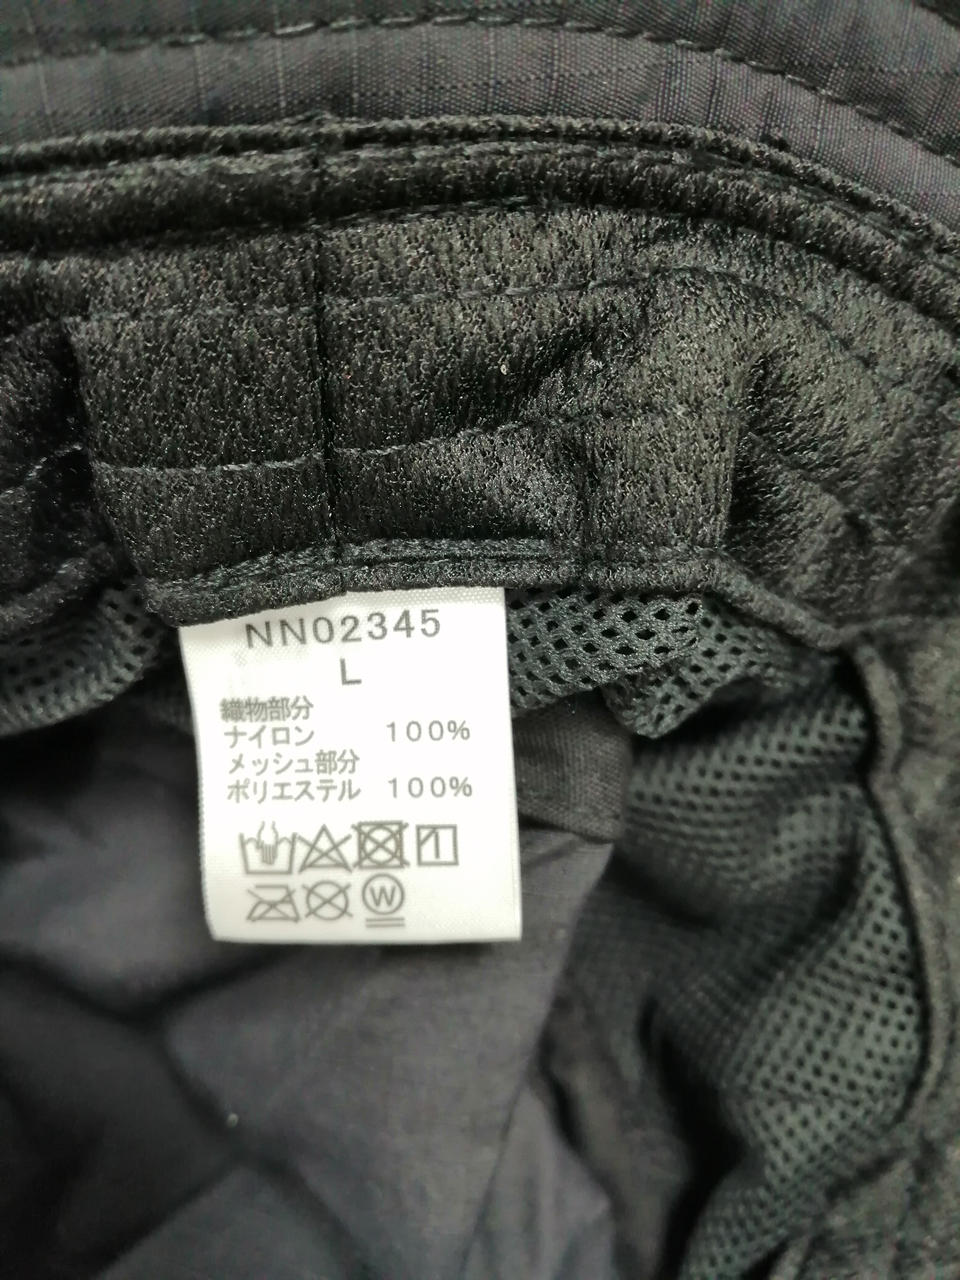 NN02345
L
織物部分
ナイロン 100%
メッシュ部分
ポリエステル 100%
W